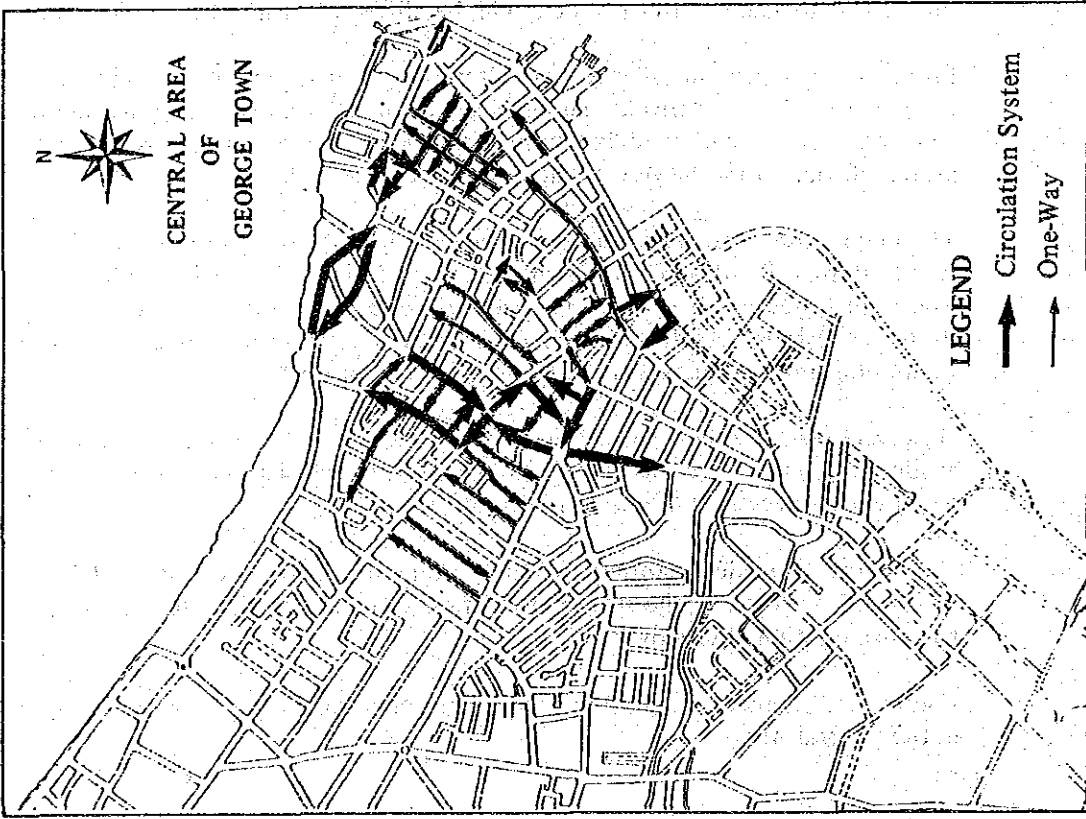 N
CENTRAL AREA
OF
GEORGE TOWN
LEGEND
Circulation System
One-Way